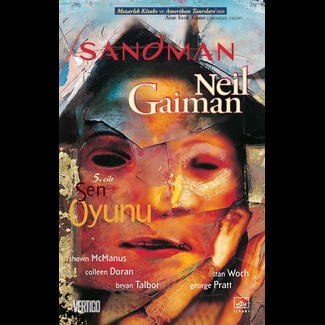 Mezarlık Kitabı ve Amerikan Tanrıları'nın
New York Times çoksatan yazarı
SANDMAN
Neil
Gaiman
5. cilt
Sen
Oyunu
shawn McMANUS
colleen DORAN
bryan TALBOT
stan WOCH
george PRATT
VERTIGO
İTHAKİ